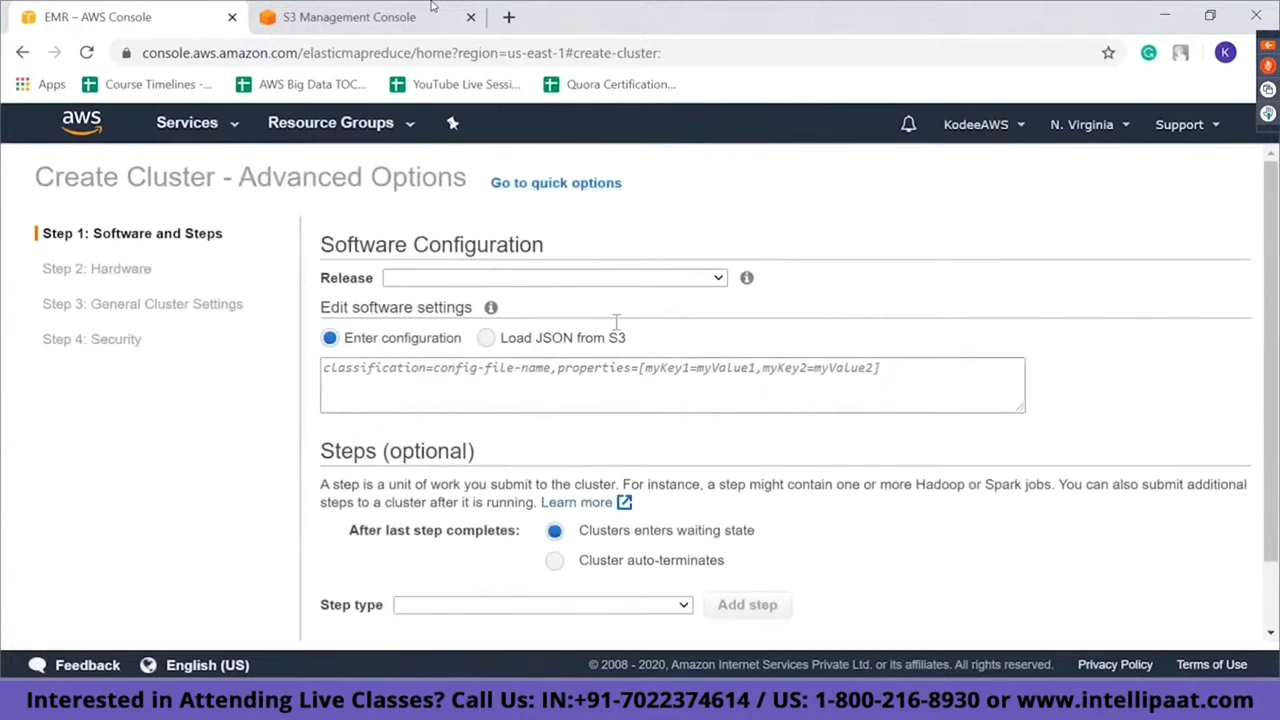 EMR – AWS Console
S3 Management Console
console.aws.amazon.com/elasticmapreduce/home?region=us-east-1#create-cluster:
K
Apps
Course Timelines -...
AWS Big Data TOC...
YouTube Live Sessi...
Quora Certification...
aws
Services
Resource Groups
KodeeAWS
N. Virginia
Support
Create Cluster - Advanced Options
Go to quick options
Step 1: Software and Steps
Step 2: Hardware
Step 3: General Cluster Settings
Step 4: Security
Software Configuration
Release
Edit software settings
Enter configuration
Load JSON from S3
classification=config-file-name,properties=[myKey1=myValue1,myKey2=myValue2]
Steps (optional)
A step is a unit of work you submit to the cluster. For instance, a step might contain one or more Hadoop or Spark jobs. You can also submit additional
steps to a cluster after it is running. Learn more
After last step completes:
Clusters enters waiting state
Cluster auto-terminates
Step type
Add step
Feedback
English (US)
© 2008 - 2020, Amazon Internet Services Private Ltd. or its affiliates. All rights reserved.
Privacy Policy
Terms of Use
Interested in Attending Live Classes? Call Us: IN:+91-7022374614 / US: 1-800-216-8930 or www.intellipaat.com